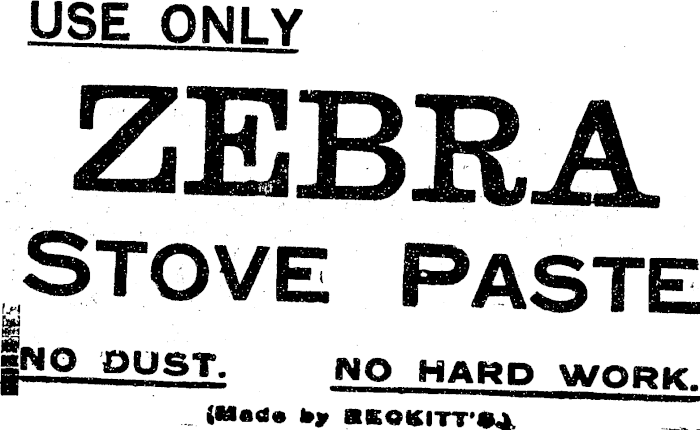 USE ONLY
ZEBRA
STOVE PASTE
NO DUST. NO HARD WORK.
(Made by RECKITT'S.)